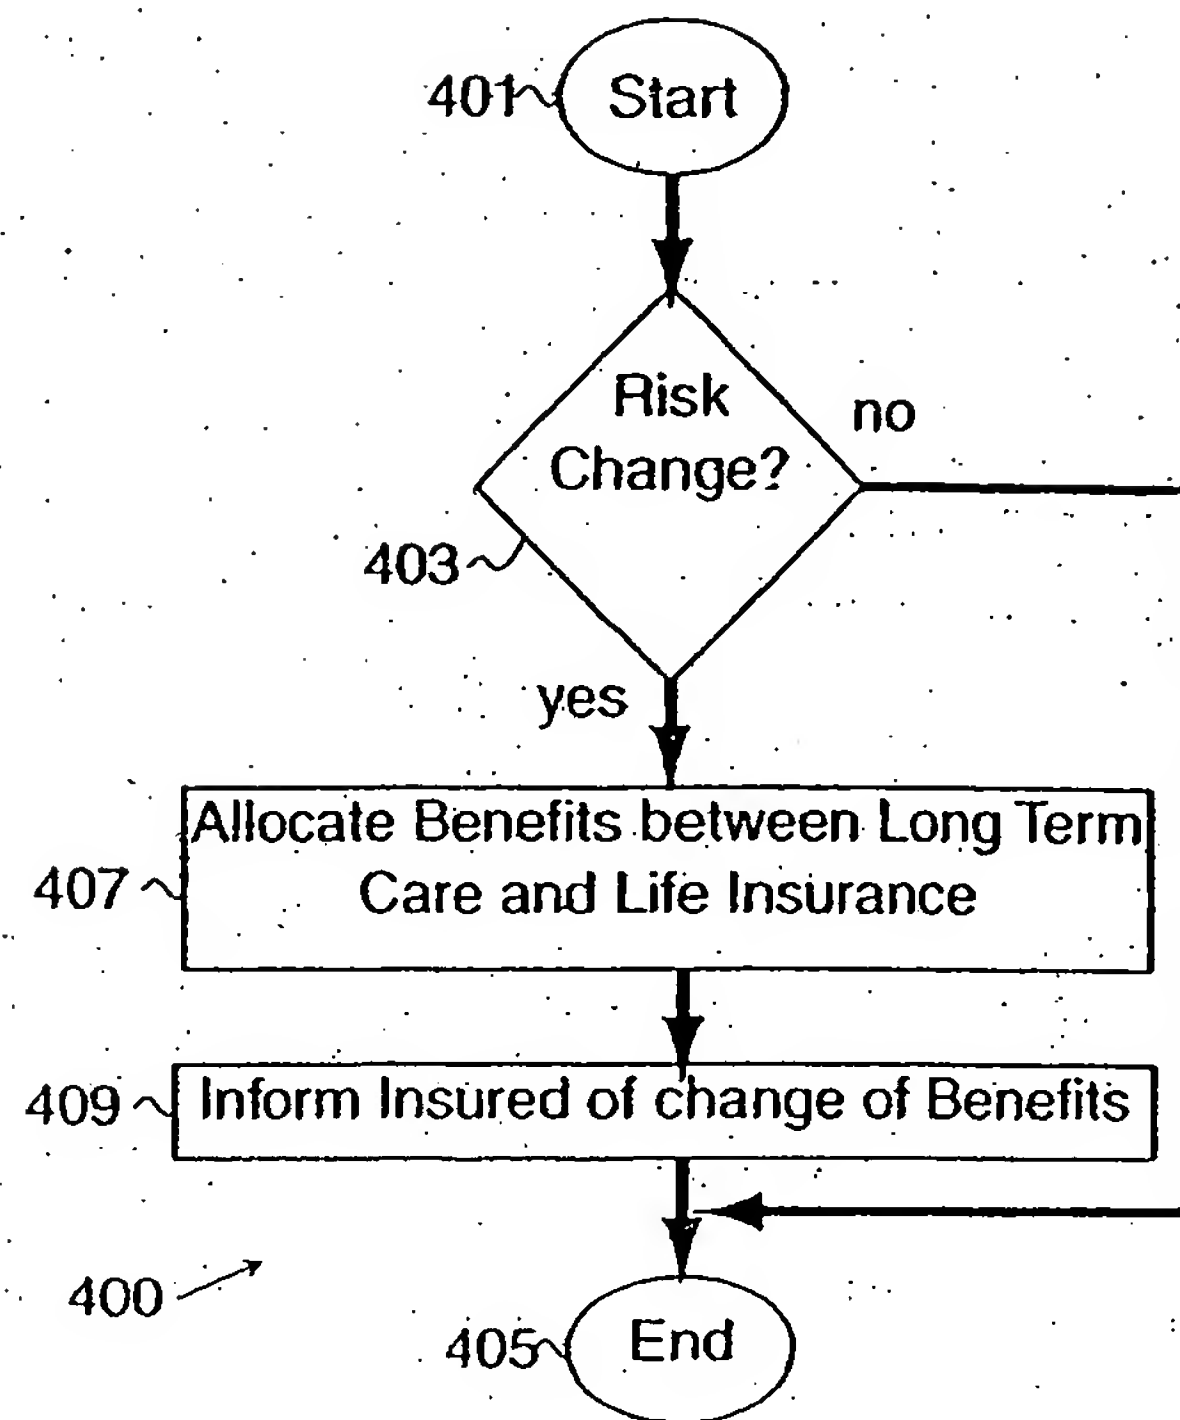 401 Start
Risk
Change?
no
403
yes
Allocate Benefits between Long Term
407
Care and Life Insurance
409 Inform Insured of change of Benefits
400
405 End